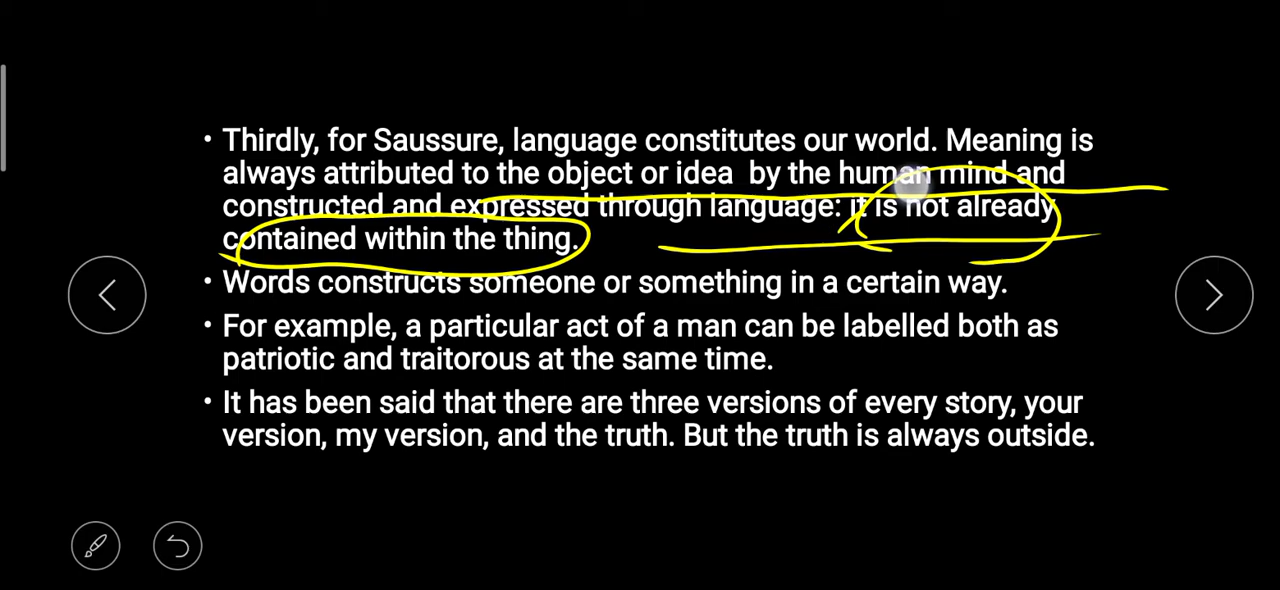 • Thirdly, for Saussure, language constitutes our world. Meaning is
always attributed to the object or idea by the human mind and
constructed and expressed through language: it is not already
contained within the thing.
• Words constructs someone or something in a certain way.
• For example, a particular act of a man can be labelled both as
patriotic and traitorous at the same time.
• It has been said that there are three versions of every story, your
version, my version, and the truth. But the truth is always outside.